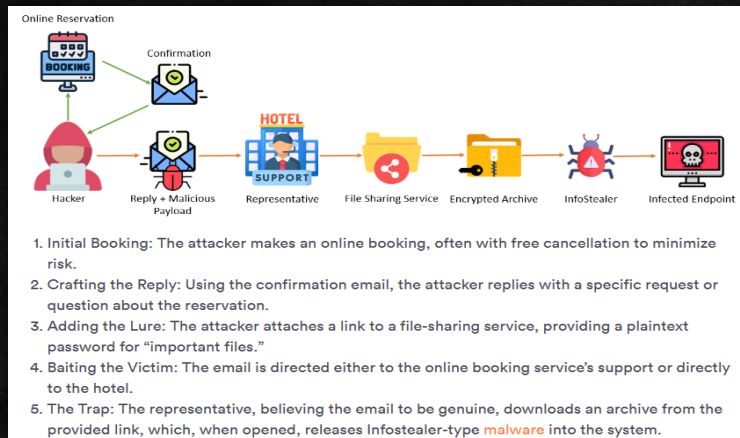 Online Reservation
BOOKING
Confirmation
HOTEL
SUPPORT
Hacker
Reply + Malicious
Payload
Representative
File Sharing Service
Encrypted Archive
InfoStealer
Infected Endpoint
1. Initial Booking: The attacker makes an online booking, often with free cancellation to minimize
risk.
2. Crafting the Reply: Using the confirmation email, the attacker replies with a specific request or
question about the reservation.
3. Adding the Lure: The attacker attaches a link to a file-sharing service, providing a plaintext
password for “important files.”
4. Baiting the Victim: The email is directed either to the online booking service’s support or directly
to the hotel.
5. The Trap: The representative, believing the email to be genuine, downloads an archive from the
provided link, which, when opened, releases Infostealer-type malware into the system.